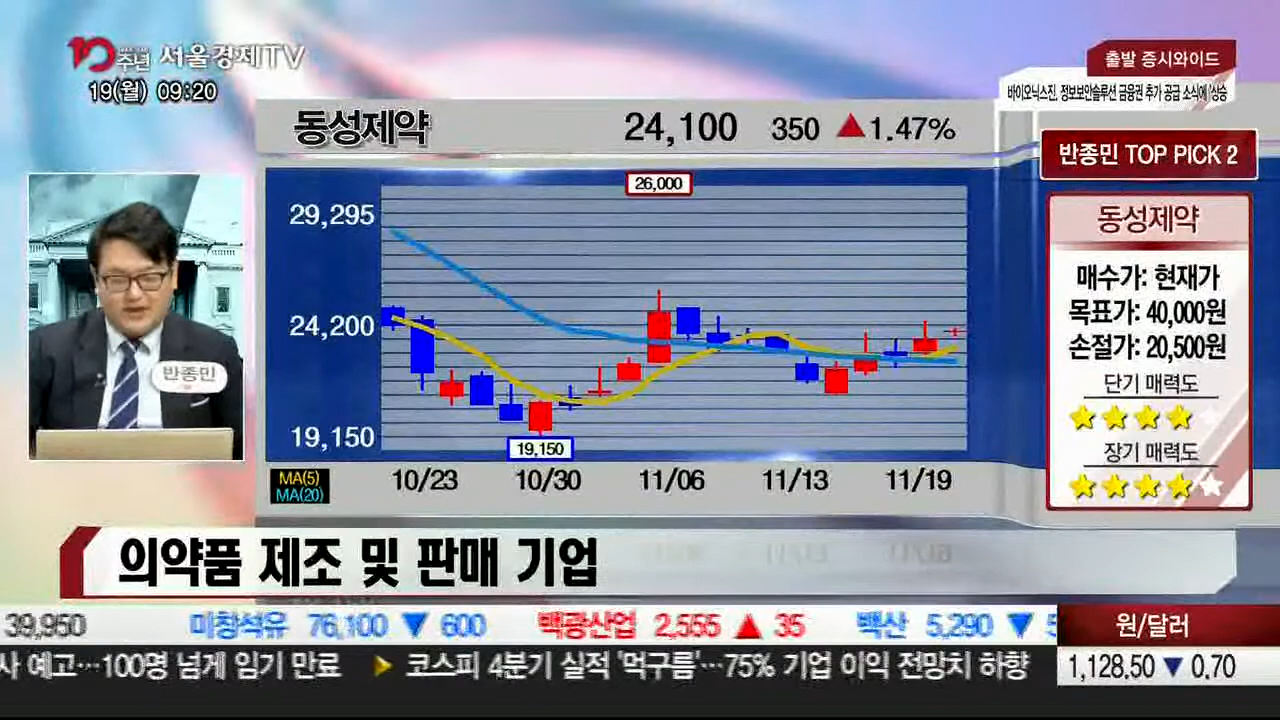 10주년 서울경제TV
19(월) 09:20
출발 증시와이드
바이오닉스진, 정보보안솔루션 금융권 추가 공급 소식에 '상승
동성제약 24,100 350 ▲1.47%
반종민 TOP PICK 2
동성제약
매수가: 현재가
목표가: 40,000원
손절가: 20,500원
단기 매력도
★★★★
장기 매력도
★★★★★
26,000
29,295
24,200
19,150
19,150
반종민
MA(5)
MA(20)
10/23 10/30 11/06 11/13 11/19
의약품 제조 및 판매 기업
39,950 미창석유 76,100 ▼ 600 백광산업 2,555 ▲ 35 백산 5,290 ▼
원/달러
사 예고…100명 넘게 임기 만료 ▶ 코스피 4분기 실적 '먹구름'…75% 기업 이익 전망치 하향
1,128.50 ▼ 0.70